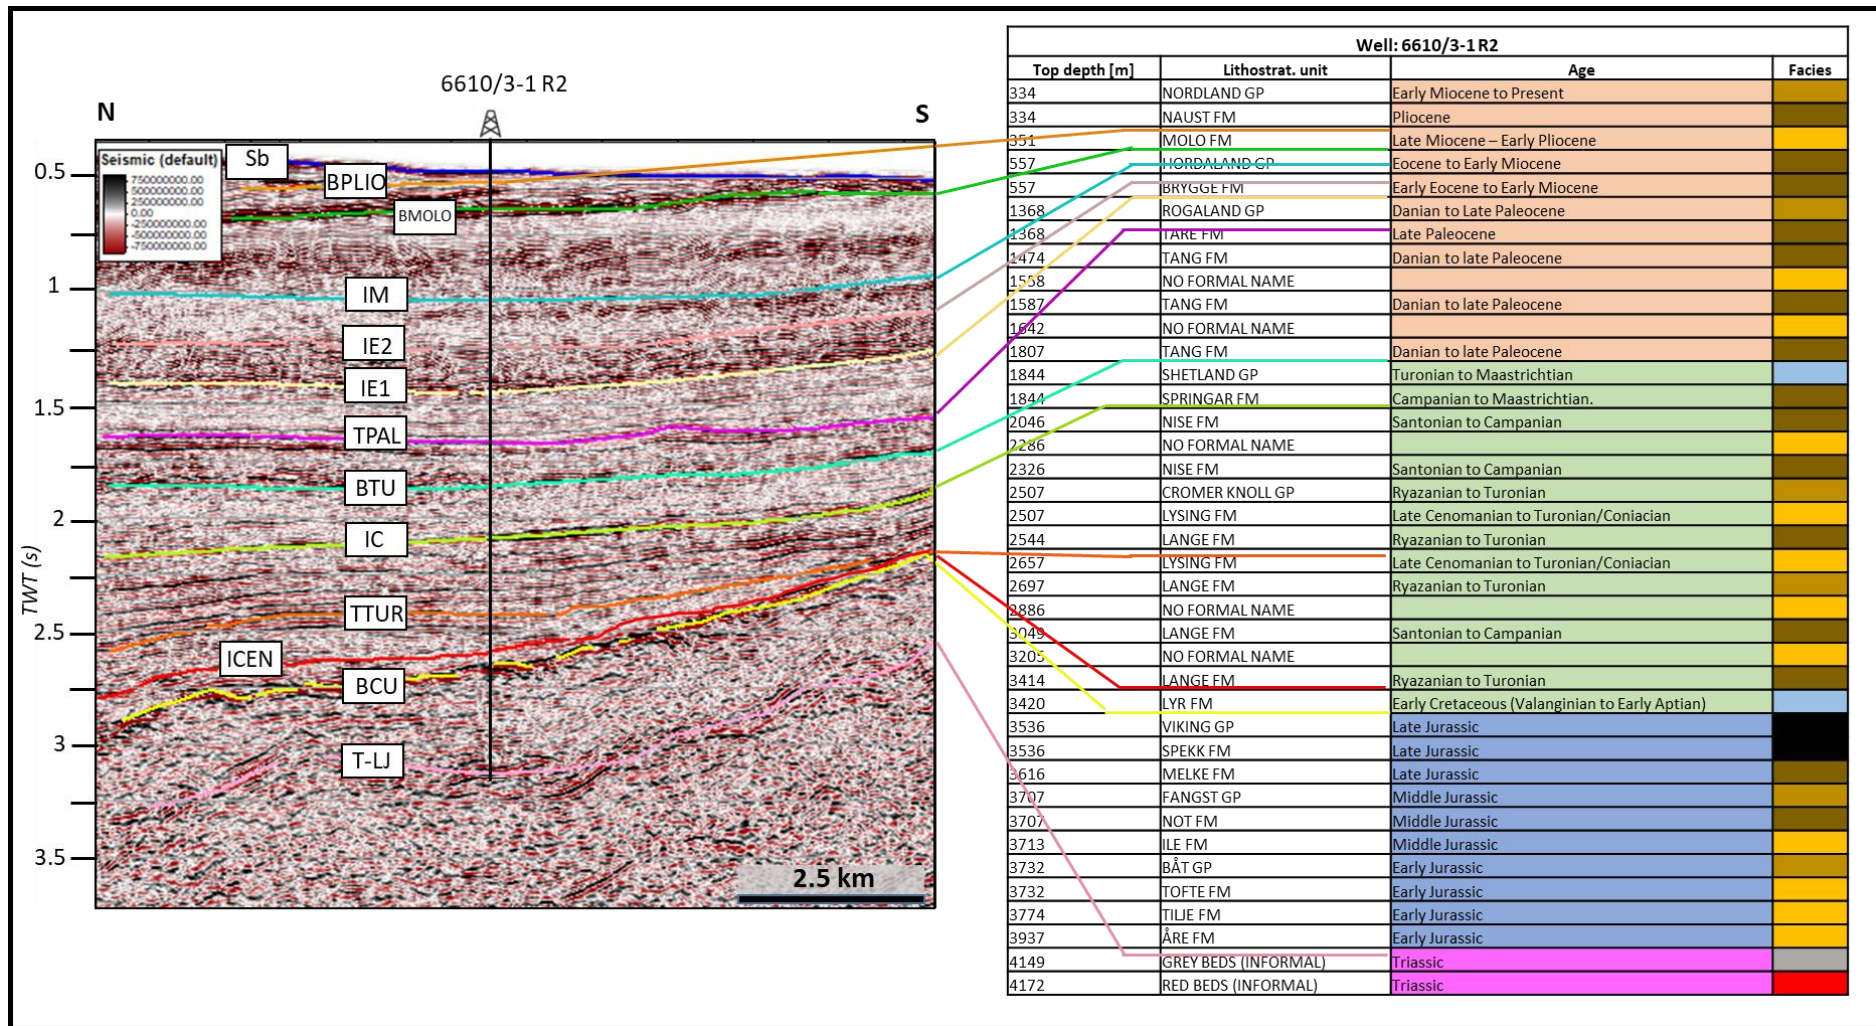 6610/3-1 R2
N
S
Seismic (default)
750000000.00
500000000.00
250000000.00
0.00
-250000000.00
-500000000.00
-750000000.00
Sb
BPLIO
BMOLO
IM
IE2
IE1
TPAL
BTU
IC
TTUR
ICEN
BCU
T-LJ
0.5
1
1.5
2
2.5
3
3.5
TWT (s)
2.5 km
Well: 6610/3-1 R2
Top depth [m] Lithostrat. unit Age Facies
334 NORDLAND GP Early Miocene to Present
334 NAUST FM Pliocene
351 MOLO FM Late Miocene – Early Pliocene
557 HORDALAND GP Eocene to Early Miocene
557 BRYGGE FM Early Eocene to Early Miocene
1368 ROGALAND GP Danian to Late Paleocene
1368 TARE FM Late Paleocene
1474 TANG FM Danian to late Paleocene
1558 NO FORMAL NAME
1587 TANG FM Danian to late Paleocene
1642 NO FORMAL NAME
1807 TANG FM Danian to late Paleocene
1844 SHETLAND GP Turonian to Maastrichtian
1844 SPRINGAR FM Campanian to Maastrichtian.
2046 NISE FM Santonian to Campanian
2286 NO FORMAL NAME
2326 NISE FM Santonian to Campanian
2507 CROMER KNOLL GP Ryazanian to Turonian
2507 LYSING FM Late Cenomanian to Turonian/Coniacian
2544 LANGE FM Ryazanian to Turonian
2657 LYSING FM Late Cenomanian to Turonian/Coniacian
2697 LANGE FM Ryazanian to Turonian
2886 NO FORMAL NAME
3049 LANGE FM Santonian to Campanian
3205 NO FORMAL NAME
3414 LANGE FM Ryazanian to Turonian
3420 LYR FM Early Cretaceous (Valanginian to Early Aptian)
3536 VIKING GP Late Jurassic
3536 SPEKK FM Late Jurassic
3616 MELKE FM Late Jurassic
3707 FANGST GP Middle Jurassic
3707 NOT FM Middle Jurassic
3713 ILE FM Middle Jurassic
3732 BÅT GP Early Jurassic
3732 TOFTE FM Early Jurassic
3774 TILJE FM Early Jurassic
3937 ÅRE FM Early Jurassic
4149 GREY BEDS (INFORMAL) Triassic
4172 RED BEDS (INFORMAL) Triassic